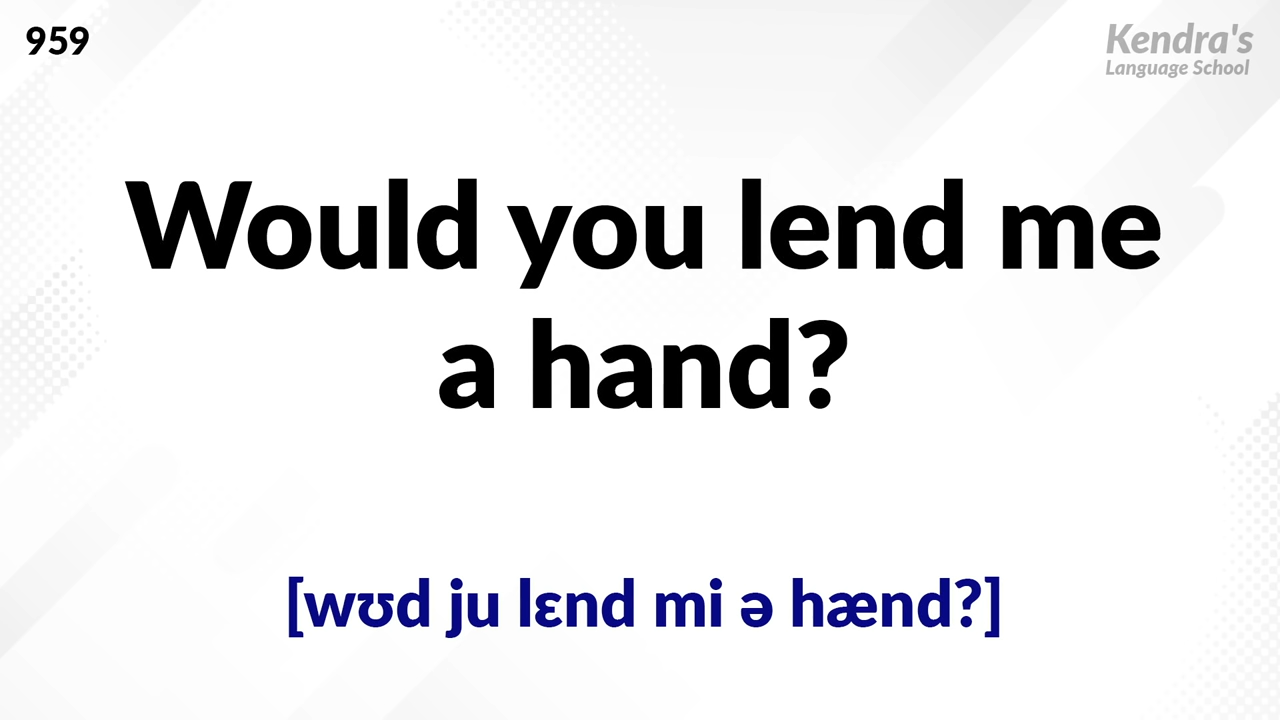 959
Kendra's
Language School
Would you lend me
a hand?
[wʊd ju lɛnd mi ə hænd?]